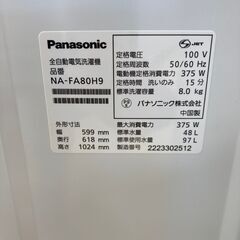 Panasonic
JET
全自動電気洗濯機
品番
NA-FA80H9
外形寸法
幅 599 mm
奥行 618 mm
高さ 1024 mm
定格電圧 100 V
定格周波数 50/60 Hz
電動機定格消費電力 375 W
定格時間 洗い 15 分
標準洗濯容量 8.0 kg
パナソニック株式会社
中国製
最大消費電力 375 W
標準水量 48 L
標準使用水量 97 L
製造番号 2223302512